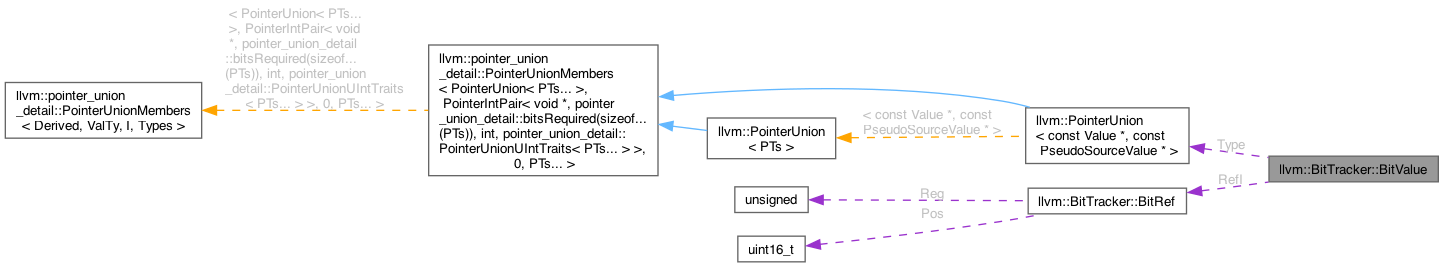 < PointerUnion< PTs...
>, PointerIntPair< void
*, pointer_union_detail
::bitsRequired(sizeof...
(PTs)), int, pointer_union
_detail::PointerUnionUIntTraits
< PTs... > >, 0, PTs... >
llvm::pointer_union
_detail::PointerUnionMembers
< Derived, ValTy, I, Types >
llvm::pointer_union
_detail::PointerUnionMembers
< PointerUnion< PTs... >,
PointerIntPair< void *, pointer
_union_detail::bitsRequired(sizeof...
(PTs)), int, pointer_union_detail::
PointerUnionUIntTraits< PTs... > >,
0, PTs... >
llvm::PointerUnion
< PTs >
< const Value *, const
PseudoSourceValue * >
llvm::PointerUnion
< const Value *, const
PseudoSourceValue * >
Type
RefI
llvm::BitTracker::BitValue
unsigned
Reg
Pos
llvm::BitTracker::BitRef
uint16_t